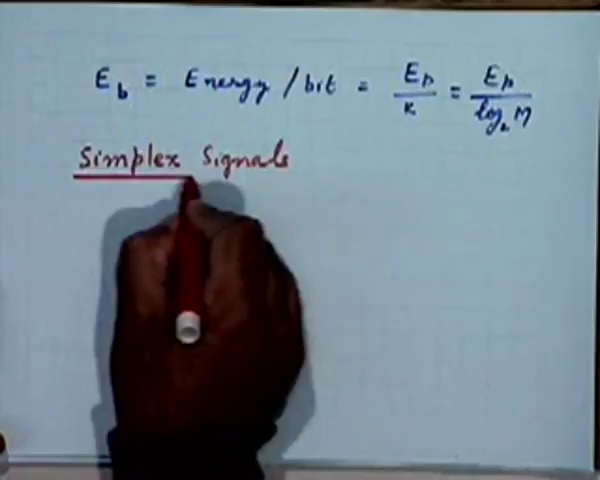 E_b = Energy/bit = E_p/K = E_p/log_2 M
Simplex Signals